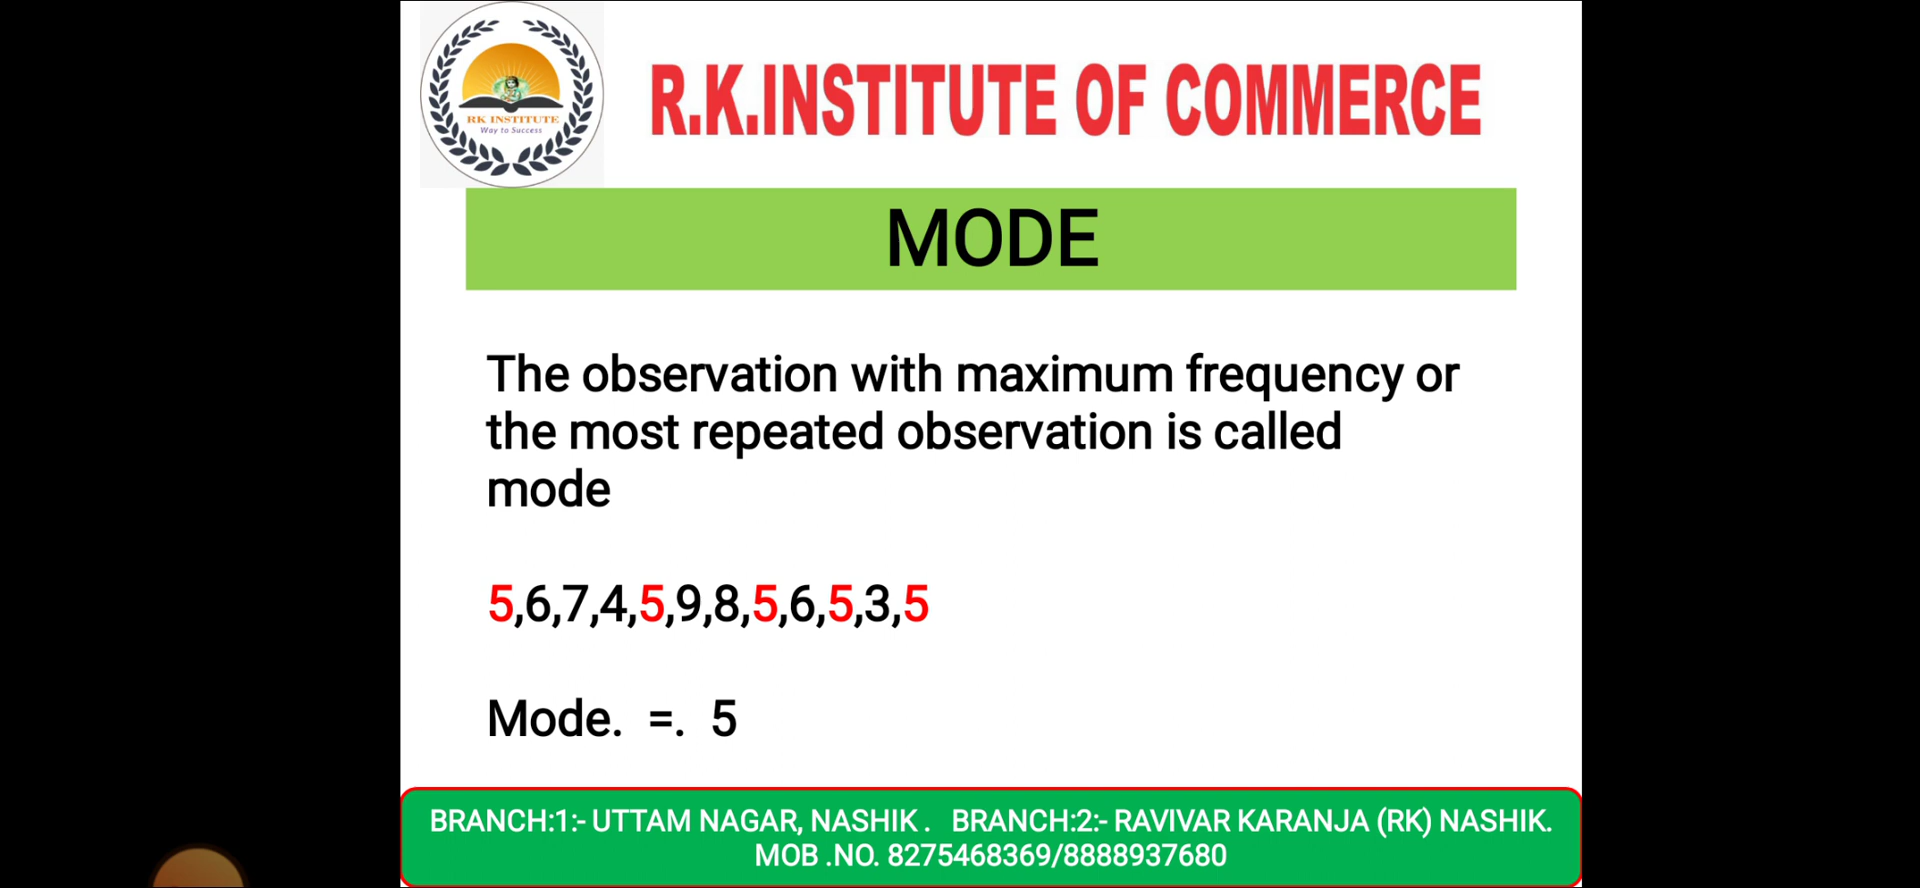 RK INSTITUTE
Way to Success
R.K.INSTITUTE OF COMMERCE
MODE
The observation with maximum frequency or
the most repeated observation is called
mode
5,6,7,4,5,9,8,5,6,5,3,5
Mode.  =.  5
BRANCH:1:- UTTAM NAGAR, NASHIK .   BRANCH:2:- RAVIVAR KARANJA (RK) NASHIK.
MOB .NO. 8275468369/8888937680